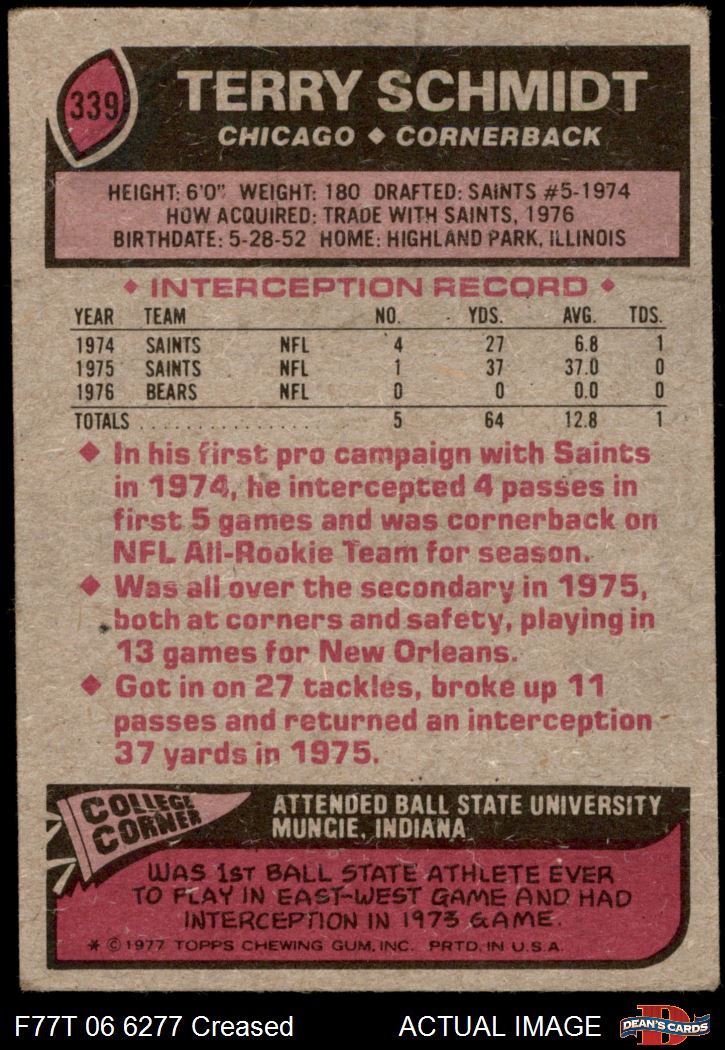 339
TERRY SCHMIDT
CHICAGO ◆ CORNERBACK
HEIGHT: 6'0" WEIGHT: 180 DRAFTED: SAINTS #5-1974
HOW ACQUIRED: TRADE WITH SAINTS, 1976
BIRTHDATE: 5-28-52 HOME: HIGHLAND PARK, ILLINOIS
◆ INTERCEPTION RECORD ◆
YEAR TEAM NO. YDS. AVG. TDS.
1974 SAINTS NFL 4 27 6.8 1
1975 SAINTS NFL 1 37 37.0 0
1976 BEARS NFL 0 0 0.0 0
TOTALS . . . . . . . . . . . . . . . . . 5 64 12.8 1
◆ In his first pro campaign with Saints
in 1974, he intercepted 4 passes in
first 5 games and was cornerback on
NFL All-Rookie Team for season.
◆ Was all over the secondary in 1975,
both at corners and safety, playing in
13 games for New Orleans.
◆ Got in on 27 tackles, broke up 11
passes and returned an interception
37 yards in 1975.
COLLEGE
CORNER
ATTENDED BALL STATE UNIVERSITY
MUNCIE, INDIANA
WAS 1ST BALL STATE ATHLETE EVER
TO PLAY IN EAST-WEST GAME AND HAD
INTERCEPTION IN 1973 GAME.
* © 1977 TOPPS CHEWING GUM, INC. PRTD. IN U.S.A.
F77T 06 6277 Creased ACTUAL IMAGE
D
DEAN'S CARDS